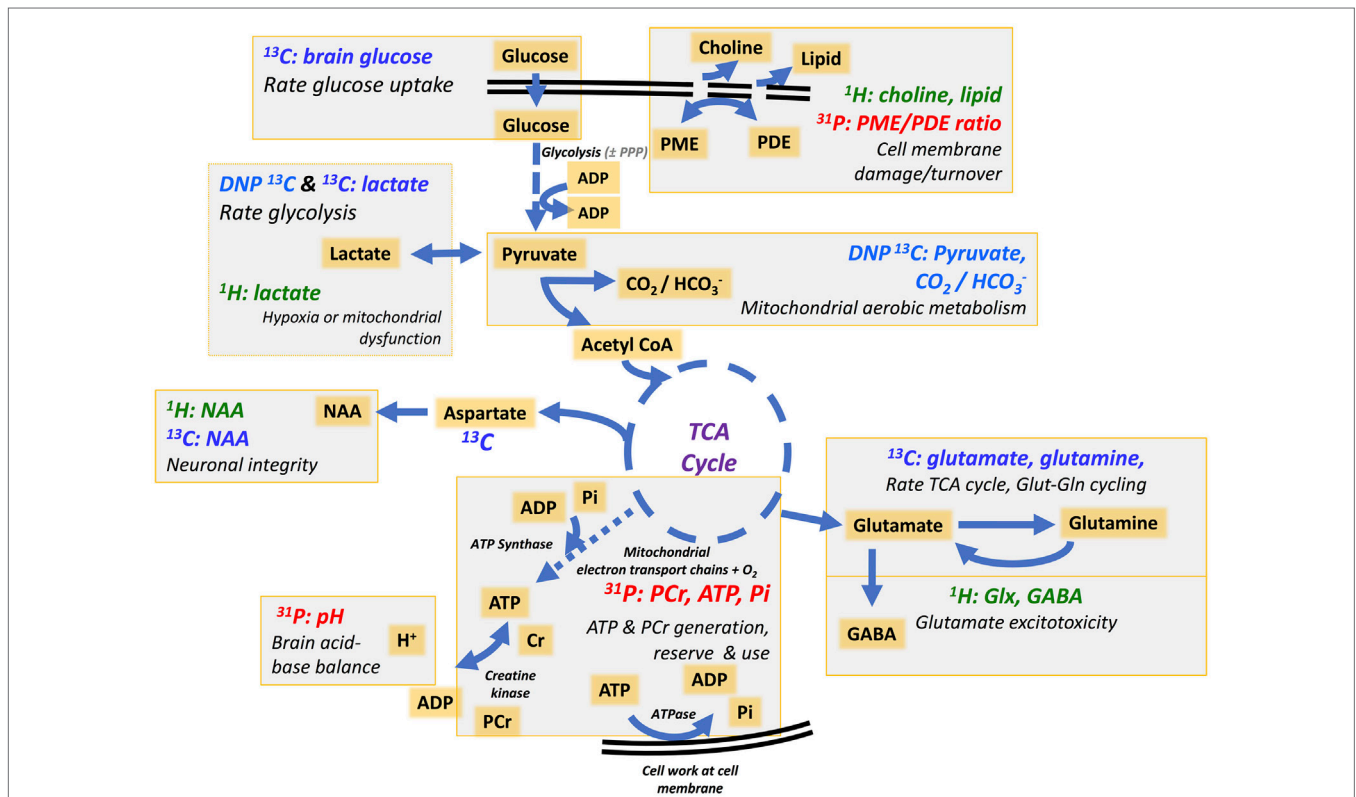 ¹³C: brain glucose
Rate glucose uptake
Glucose
Glucose
Choline
Lipid
¹H: choline, lipid
³¹P: PME/PDE ratio
Cell membrane
damage/turnover
PME
PDE
Glycolysis (± PPP)
ADP
ADP
DNP ¹³C & ¹³C: lactate
Rate glycolysis
Lactate
¹H: lactate
Hypoxia or mitochondrial
dysfunction
Pyruvate
DNP ¹³C: Pyruvate,
CO₂ / HCO₃⁻
CO₂ / HCO₃⁻
Mitochondrial aerobic metabolism
Acetyl CoA
¹H: NAA
¹³C: NAA
Neuronal integrity
NAA
Aspartate
¹³C
TCA
Cycle
¹³C: glutamate, glutamine,
Rate TCA cycle, Glut-Gln cycling
Glutamate
Glutamine
¹H: Glx, GABA
Glutamate excitotoxicity
GABA
ADP
Pi
ATP Synthase
Mitochondrial
electron transport chains + O₂
³¹P: PCr, ATP, Pi
ATP & PCr generation,
reserve & use
ATP
Cr
Creatine
kinase
³¹P: pH
Brain acid-
base balance
H⁺
ADP
PCr
ATP
ADP
Pi
ATPase
Cell work at cell
membrane